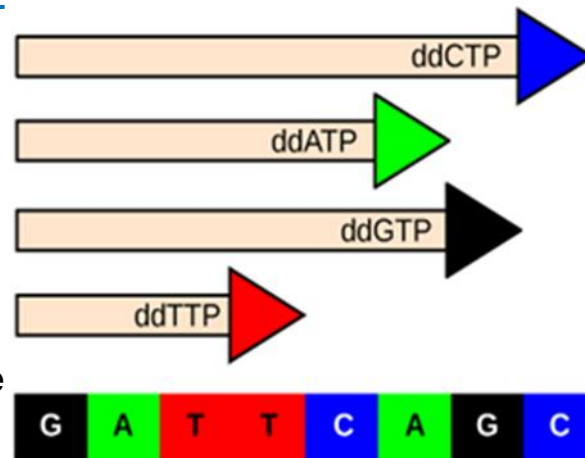 ddCTP
ddATP
ddGTP
ddTTP
e
G A T T C A G C